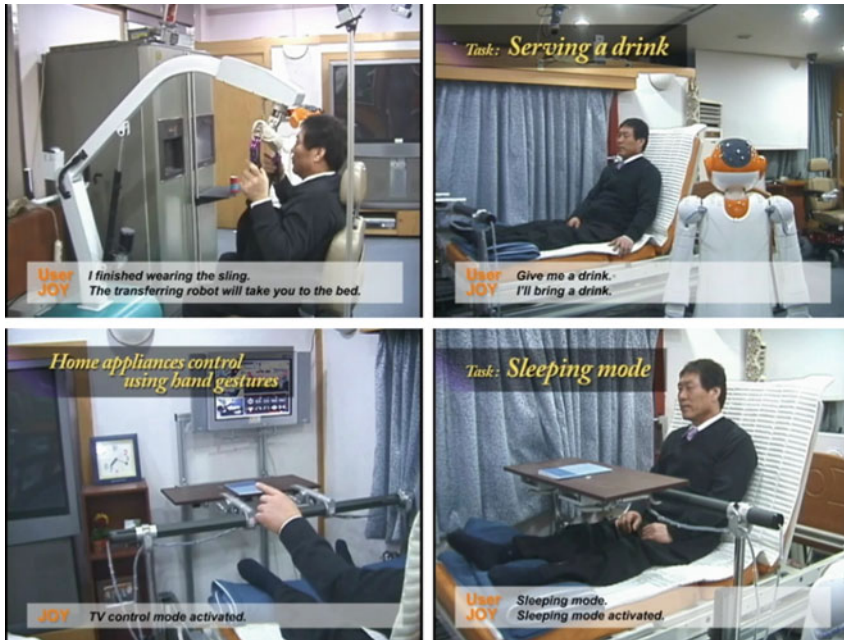 User I finished wearing the sling.
JOY The transferring robot will take you to the bed.
Task: Serving a drink
User Give me a drink.
JOY I'll bring a drink.
Home appliances control
using hand gestures
JOY TV control mode activated.
Task: Sleeping mode
User Sleeping mode.
JOY Sleeping mode activated.